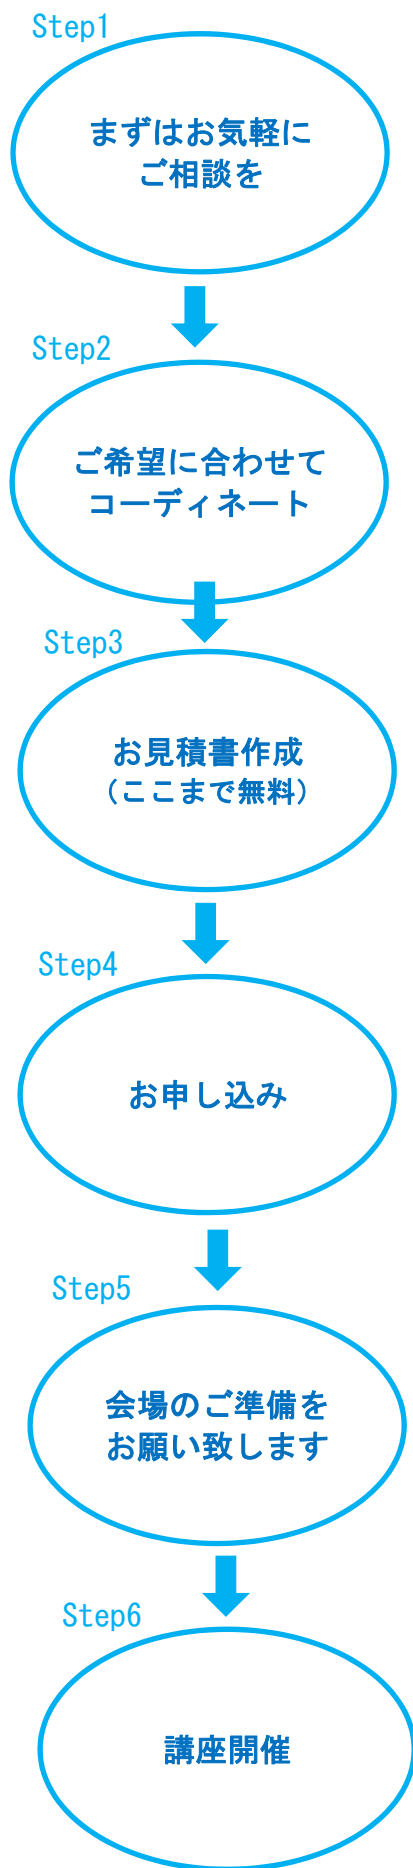 Step1
まずはお気軽に
ご相談を
Step2
ご希望に合わせて
コーディネート
Step3
お見積書作成
（ここまで無料）
Step4
お申し込み
Step5
会場のご準備を
お願い致します
Step6
講座開催